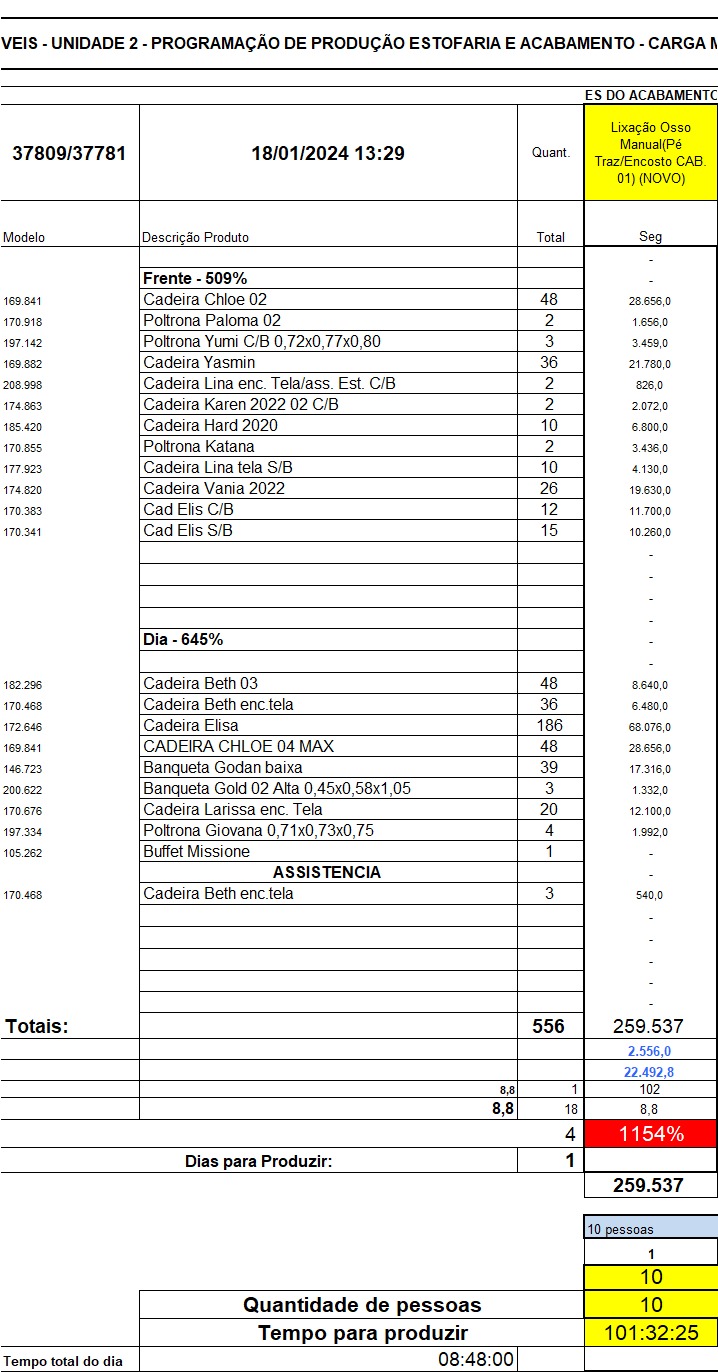 VEIS - UNIDADE 2 - PROGRAMAÇÃO DE PRODUÇÃO ESTOFARIA E ACABAMENTO - CARGA M
ES DO ACABAMENTO
37809/37781 18/01/2024 13:29 Quant. Lixação Osso Manual(Pé Traz/Encosto CAB. 01) (NOVO)
Modelo Descrição Produto Total Seg
-
Frente - 509% -
169.841 Cadeira Chloe 02 48 28.656,0
170.918 Poltrona Paloma 02 2 1.656,0
197.142 Poltrona Yumi C/B 0,72x0,77x0,80 3 3.459,0
169.882 Cadeira Yasmin 36 21.780,0
208.998 Cadeira Lina enc. Tela/ass. Est. C/B 2 826,0
174.863 Cadeira Karen 2022 02 C/B 2 2.072,0
185.420 Cadeira Hard 2020 10 6.800,0
170.855 Poltrona Katana 2 3.436,0
177.923 Cadeira Lina tela S/B 10 4.130,0
174.820 Cadeira Vania 2022 26 19.630,0
170.383 Cad Elis C/B 12 11.700,0
170.341 Cad Elis S/B 15 10.260,0
-
-
-
-
Dia - 645% -
-
182.296 Cadeira Beth 03 48 8.640,0
170.468 Cadeira Beth enc.tela 36 6.480,0
172.646 Cadeira Elisa 186 68.076,0
169.841 CADEIRA CHLOE 04 MAX 48 28.656,0
146.723 Banqueta Godan baixa 39 17.316,0
200.622 Banqueta Gold 02 Alta 0,45x0,58x1,05 3 1.332,0
170.676 Cadeira Larissa enc. Tela 20 12.100,0
197.334 Poltrona Giovana 0,71x0,73x0,75 4 1.992,0
105.262 Buffet Missione 1 -
ASSISTENCIA -
170.468 Cadeira Beth enc.tela 3 540,0
-
-
-
-
-
Totais: 556 259.537
2.556,0
22.492,8
8,8 1 102
8,8 18 8,8
4 1154%
Dias para Produzir: 1
259.537
10 pessoas
1
10
Quantidade de pessoas 10
Tempo para produzir 101:32:25
Tempo total do dia 08:48:00